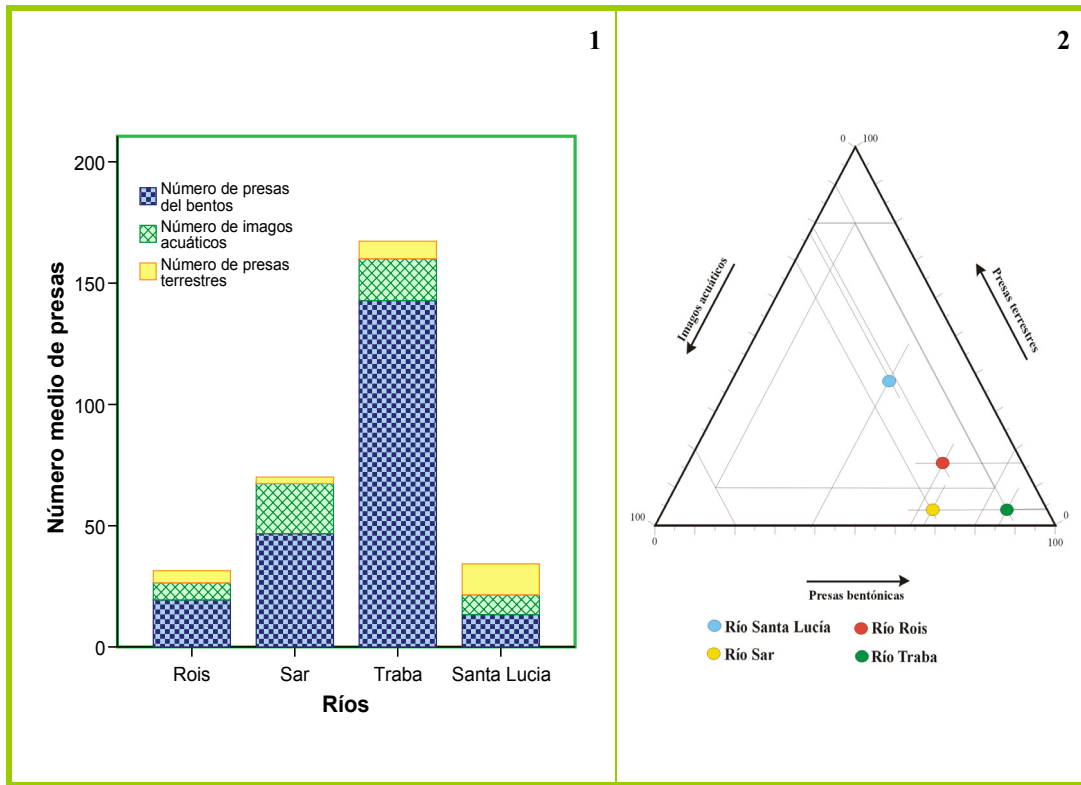 1
Número medio de presas
200
150
100
50
0
Número de presas
del bentos
Número de imagos
acuáticos
Número de presas
terrestres
Rois
Sar
Traba
Santa Lucia
Ríos
2
0
100
Imagos acuáticos
Presas terrestres
100
0
0
100
Presas bentónicas
Río Santa Lucía
Río Rois
Río Sar
Río Traba